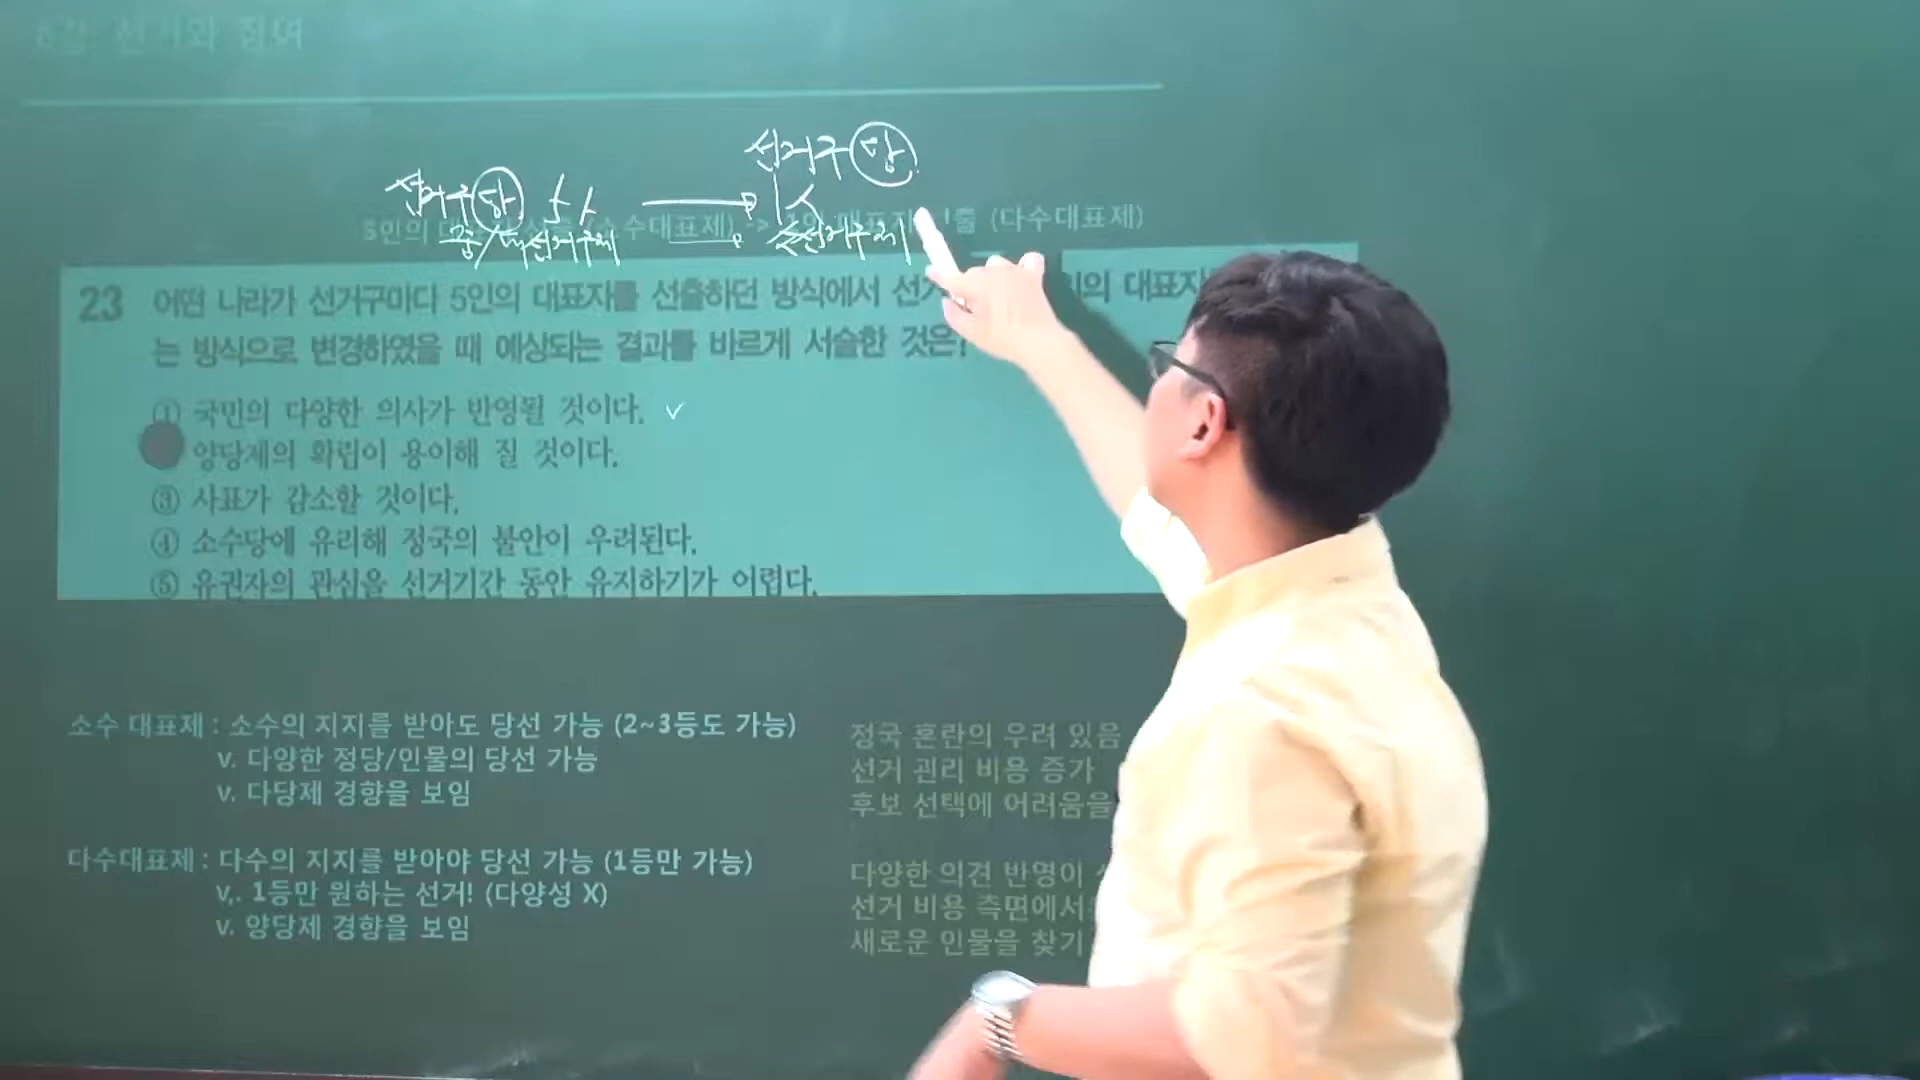 6강 선거와 참여
선거구 당
선거구 당 5人
1人
5인의 대표자 선출 (소수대표제) -> 1인 대표자 선출 (다수대표제)
중/대선거구제
소선거구제
23 어떤 나라가 선거구마다 5인의 대표자를 선출하던 방식에서 선거 인의 대표자
는 방식으로 변경하였을 때 예상되는 결과를 바르게 서술한 것은?
① 국민의 다양한 의사가 반영될 것이다. v
양당제의 확립이 용이해 질 것이다.
③ 사표가 감소할 것이다.
④ 소수당에 유리해 정국의 불안이 우려된다.
⑤ 유권자의 관심을 선거기간 동안 유지하기가 어렵다.
소수 대표제 : 소수의 지지를 받아도 당선 가능 (2~3등도 가능)
v. 다양한 정당/인물의 당선 가능
v. 다당제 경향을 보임
정국 혼란의 우려 있음
선거 관리 비용 증가
후보 선택에 어려움을
다수대표제 : 다수의 지지를 받아야 당선 가능 (1등만 가능)
v,. 1등만 원하는 선거! (다양성 X)
v. 양당제 경향을 보임
다양한 의견 반영이
선거 비용 측면에서
새로운 인물을 찾기